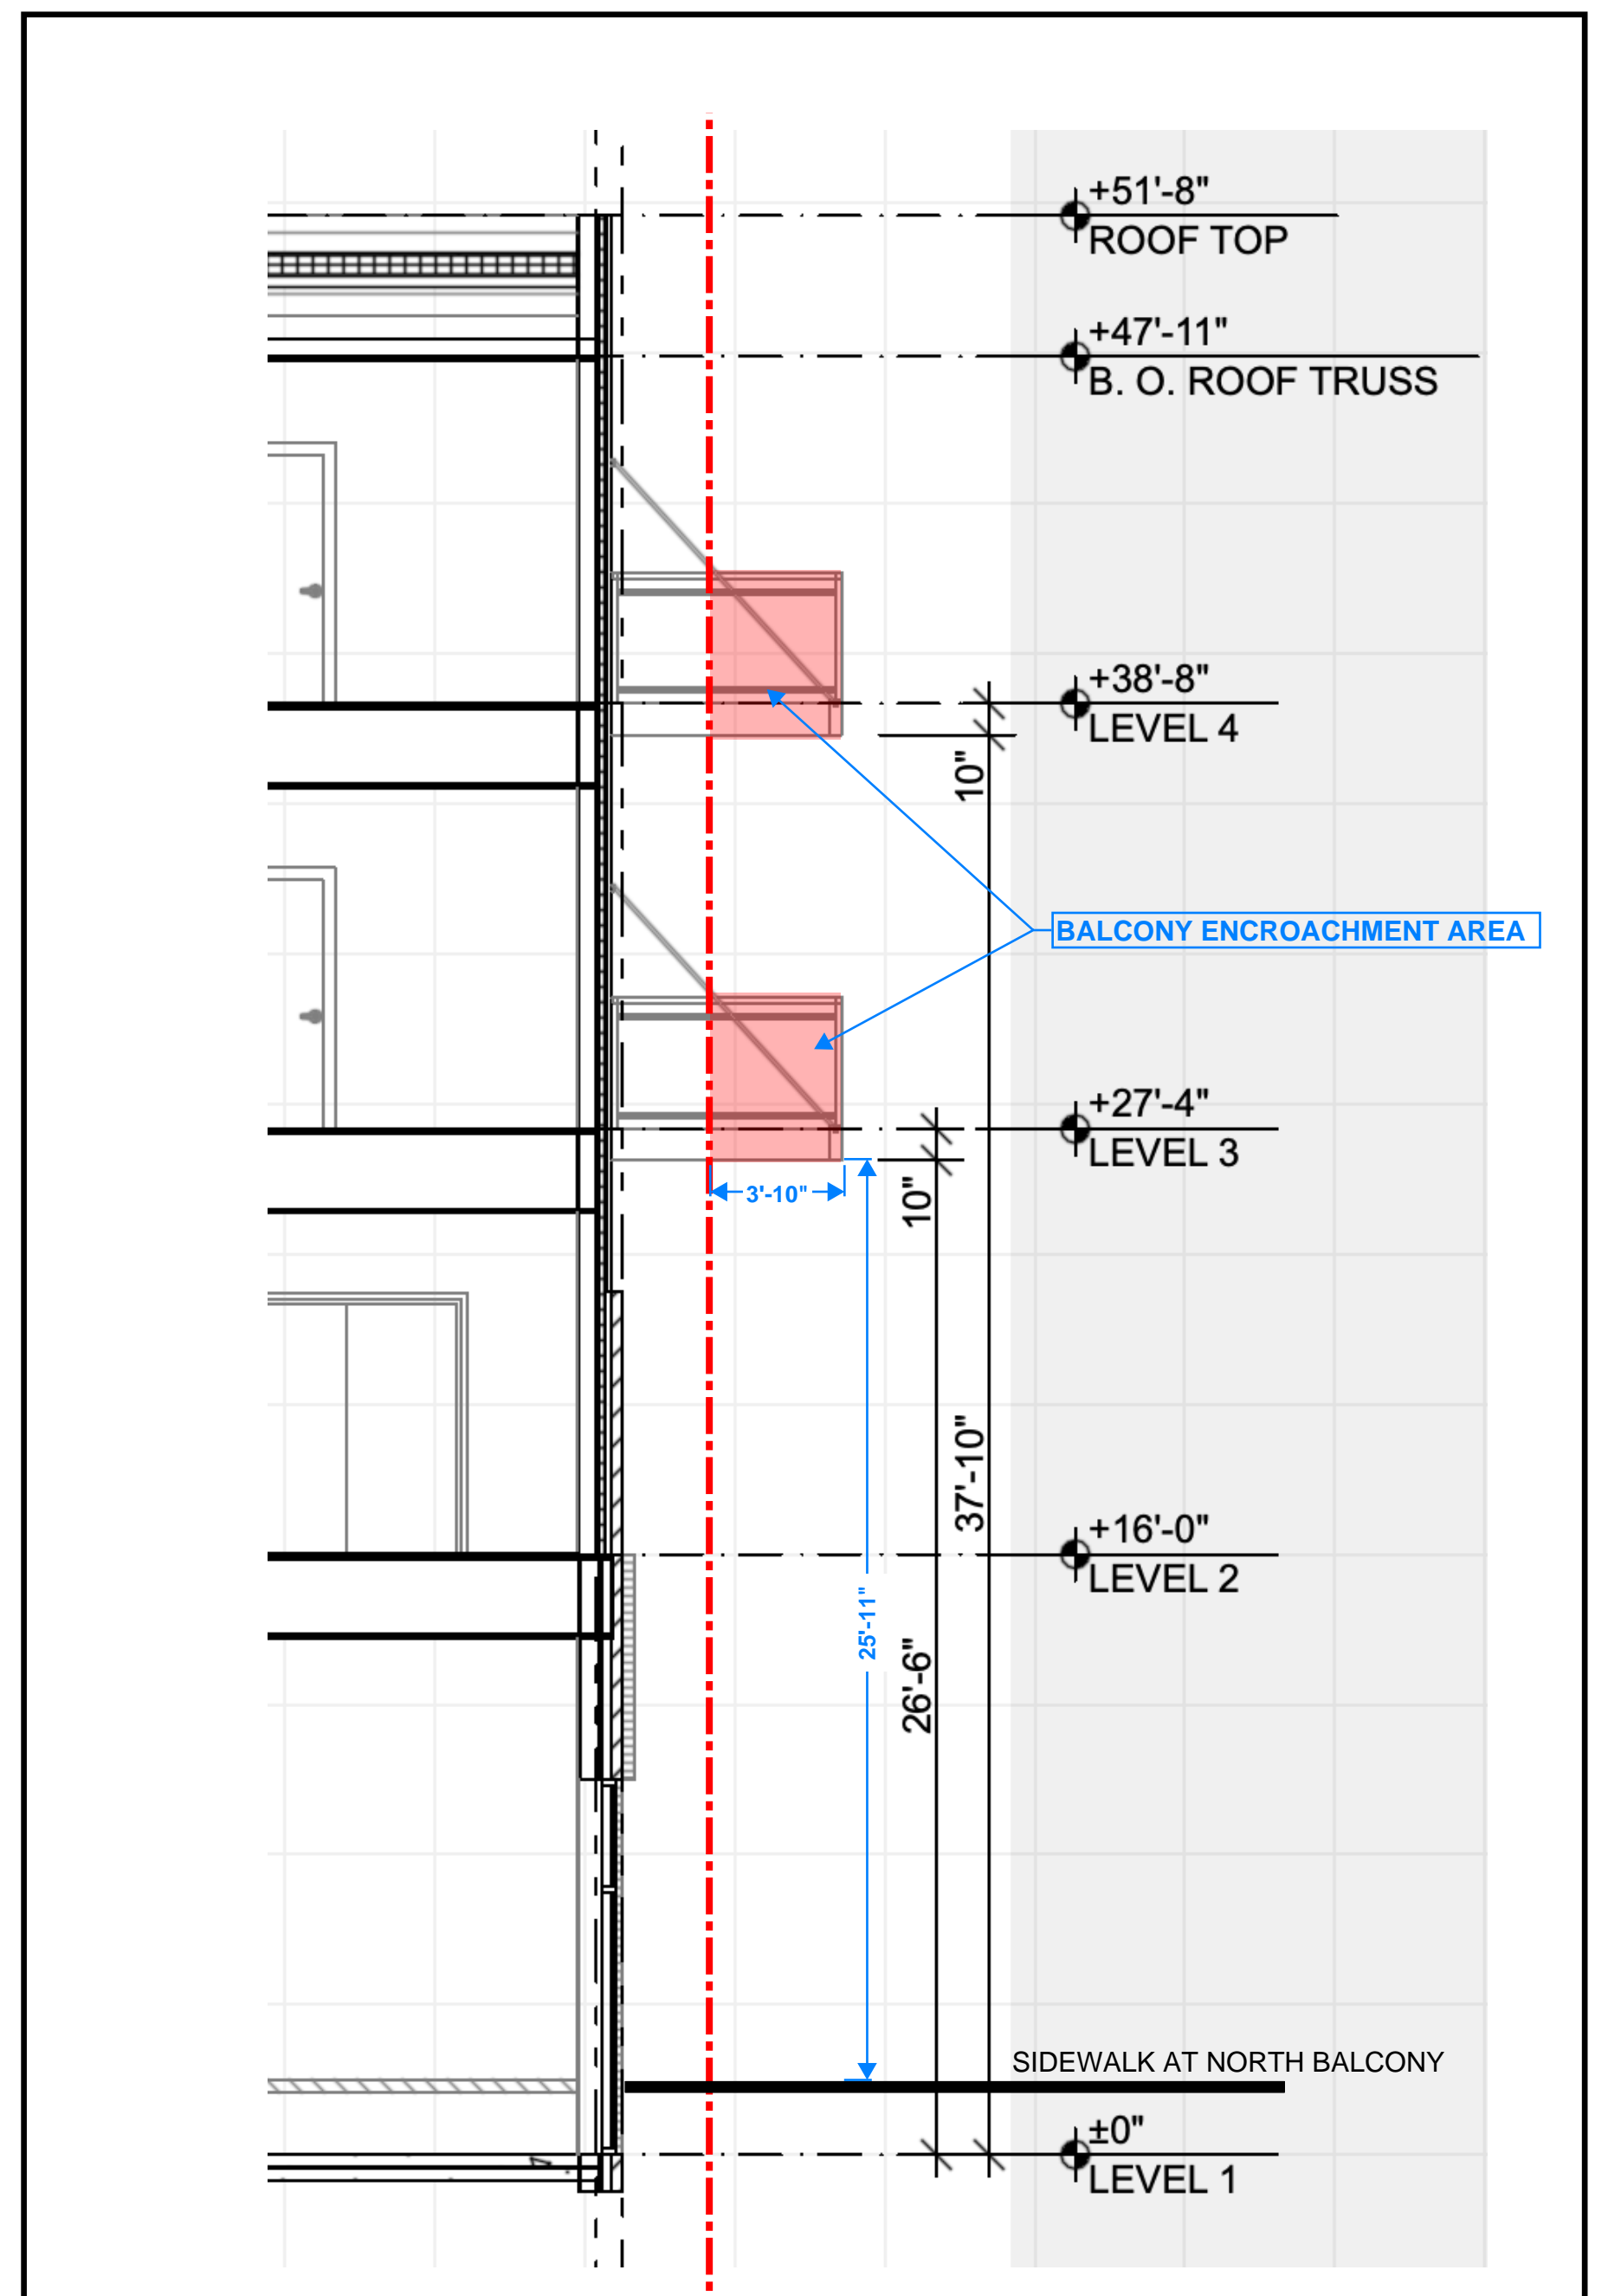 +51'-8"
ROOF TOP
+47'-11"
B. O. ROOF TRUSS
+38'-8"
LEVEL 4
10"
BALCONY ENCROACHMENT AREA
+27'-4"
LEVEL 3
3'-10"
10"
37'-10"
+16'-0"
LEVEL 2
25'-11"
26'-6"
SIDEWALK AT NORTH BALCONY
±0"
LEVEL 1